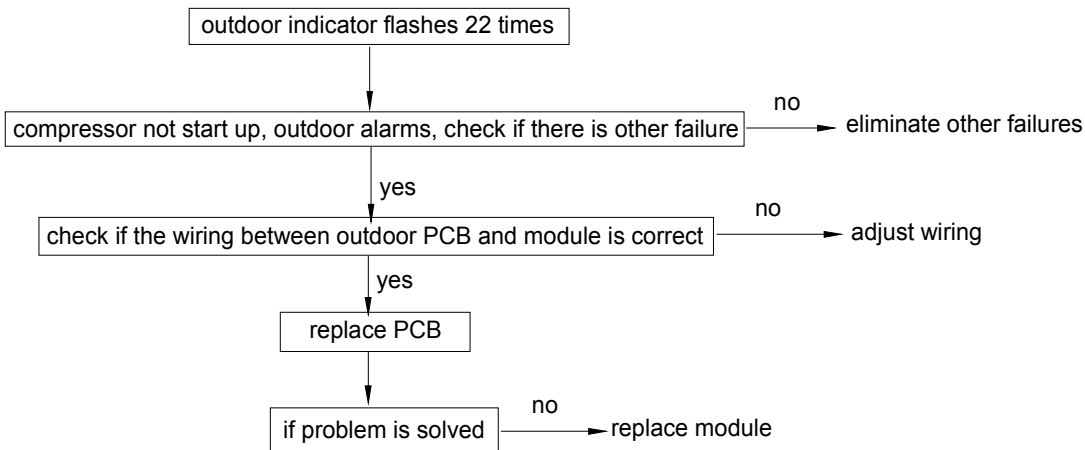 outdoor indicator flashes 22 times
compressor not start up, outdoor alarms, check if there is other failure
no
eliminate other failures
yes
check if the wiring between outdoor PCB and module is correct
no
adjust wiring
yes
replace PCB
if problem is solved
no
replace module